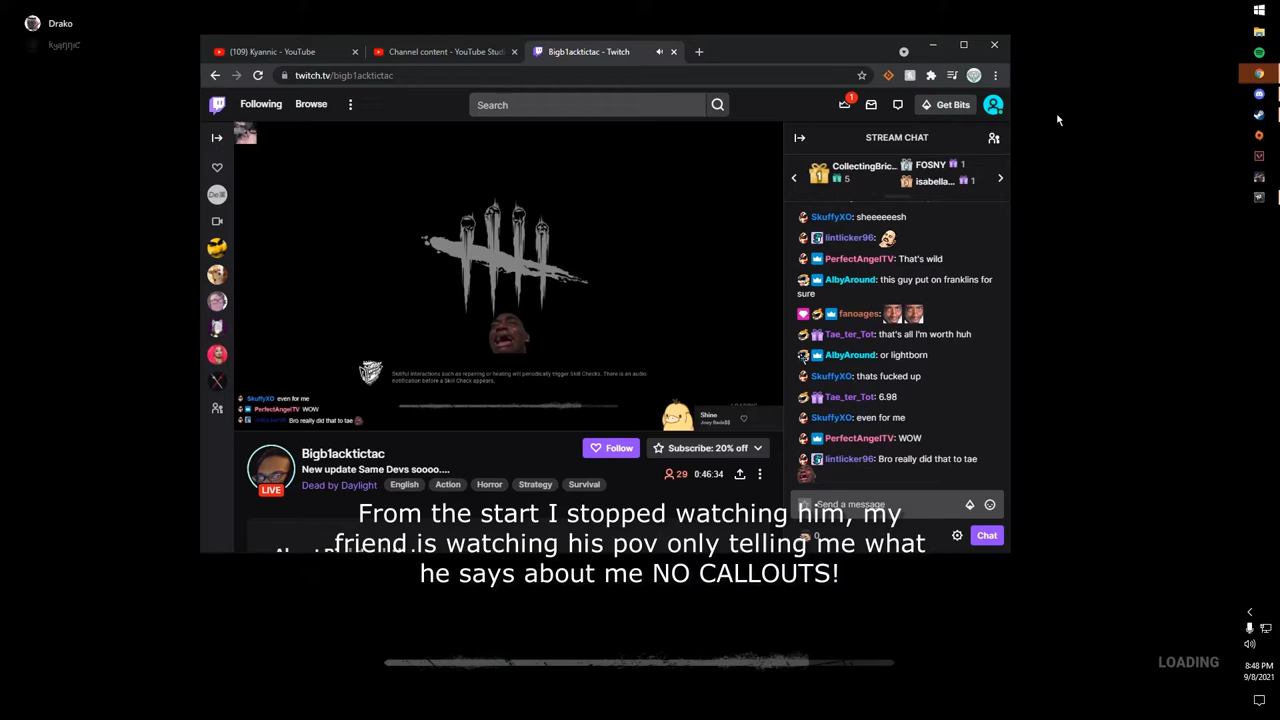 Drako
kyąŋŋıċ
(109) Kyannic - YouTube
Channel content - YouTube Studi
Bigb1acktictac - Twitch
twitch.tv/bigb1acktictac
Following
Browse
Search
1
Get Bits
STREAM CHAT
CollectingBric...
5
FOSNY 1
isabella... 1
SkuffyXO: sheeeeeesh
lintlicker96:
PerfectAngelTV: That's wild
AlbyAround: this guy put on franklins for
sure
fanoages:
Tae_ter_Tot: that's all I'm worth huh
AlbyAround: or lightborn
SkuffyXO: thats fucked up
Tae_ter_Tot: 6.98
SkuffyXO: even for me
PerfectAngelTV: WOW
lintlicker96: Bro really did that to tae
Send a message
0
Chat
Skillful interactions such as repairing or healing will periodically trigger Skill Checks. There is an audio
notification before a Skill Check appears.
SkuffyXO even for me
PerfectAngelTV WOW
lintlicker96 Bro really did that to tae
LOADING
Shine
Joey Bada$$
LIVE
Bigb1acktictac
New update Same Devs soooo....
Dead by Daylight
English
Action
Horror
Strategy
Survival
Follow
Subscribe: 20% off
29
0:46:34
From the start I stopped watching him, my
friend is watching his pov only telling me what
he says about me NO CALLOUTS!
LOADING
8:48 PM
9/8/2021